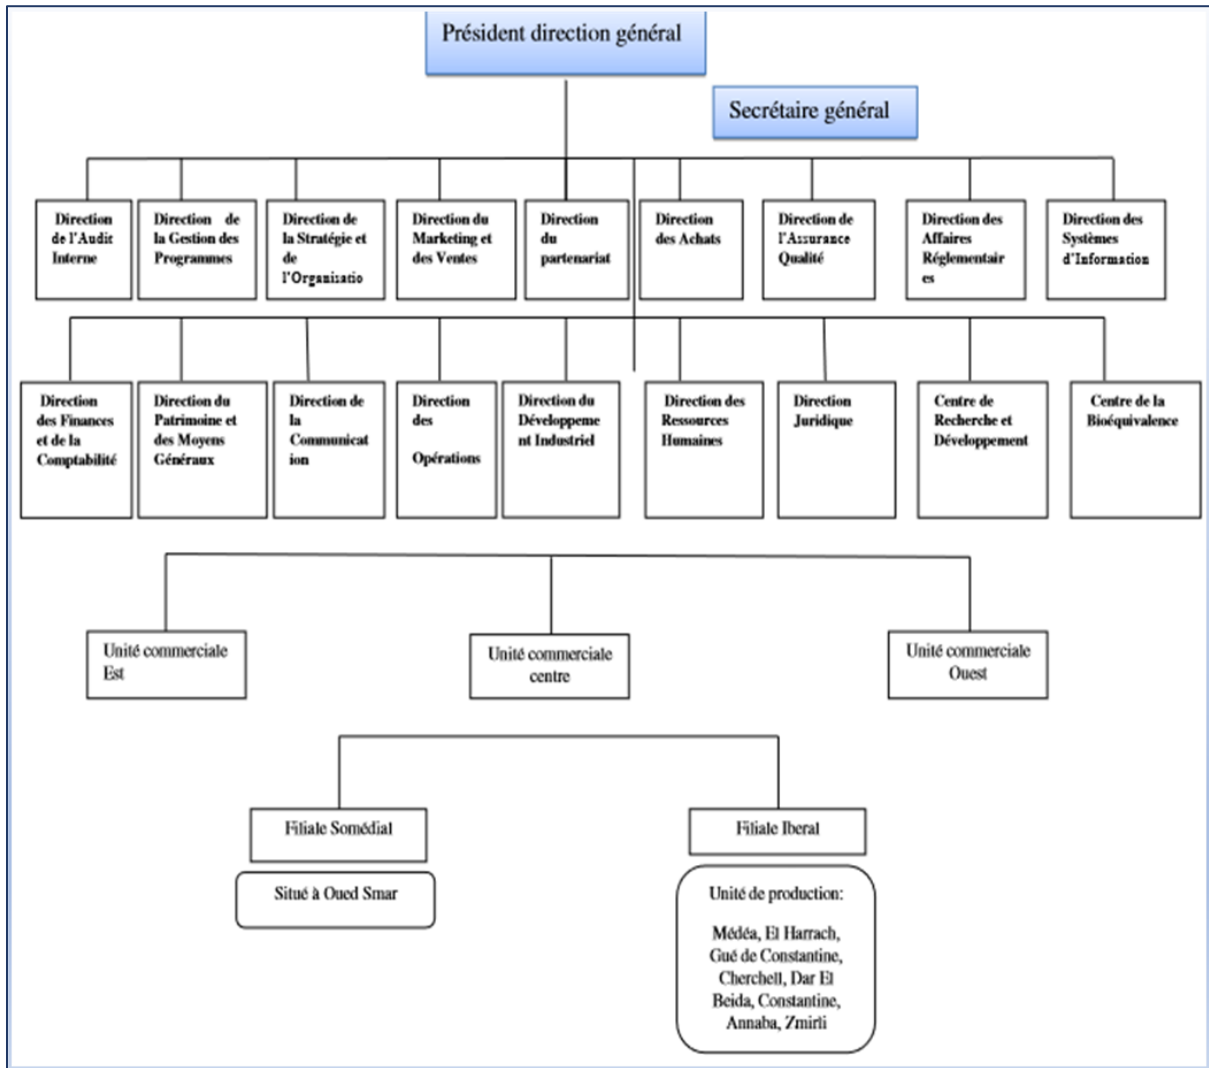 Président direction général
Secrétaire général
Direction
de l'Audit
Interne
Direction de
la Gestion des
Programmes
Direction de
la Stratégie et
de
l'Organisatio
Direction du
Marketing et
des Ventes
Direction
du
partenariat
Direction
des Achats
Direction de
l'Assurance
Qualité
Direction des
Affaires
Réglementair
es
Direction des
Systèmes
d'Information
Direction
des Finances
et de la
Comptabilité
Direction du
Patrimoine et
des Moyens
Généraux
Direction de
la
Communicat
ion
Direction
des
Opérations
Direction du
Développeme
nt Industriel
Direction des
Ressources
Humaines
Direction
Juridique
Centre de
Recherche et
Développement
Centre de la
Bioéquivalence
Unité commerciale
Est
Unité commerciale
centre
Unité commerciale
Ouest
Filiale Somédial
Situé à Oued Smar
Filiale Iberal
Unité de production:
Médéa, El Harrach,
Gué de Constantine,
Cherchell, Dar El
Beida, Constantine,
Annaba, Zmirli